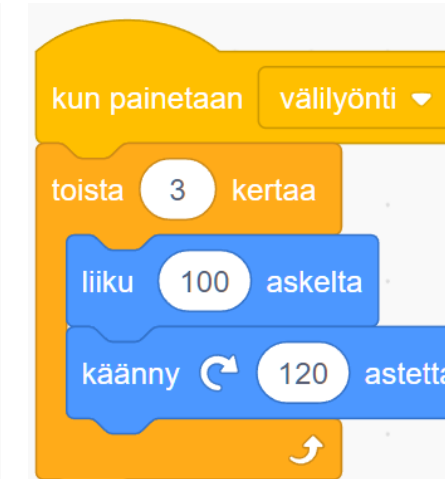 kun painetaan välilyönti
toista 3 kertaa
liiku 100 askelta
käänny 120 astetta